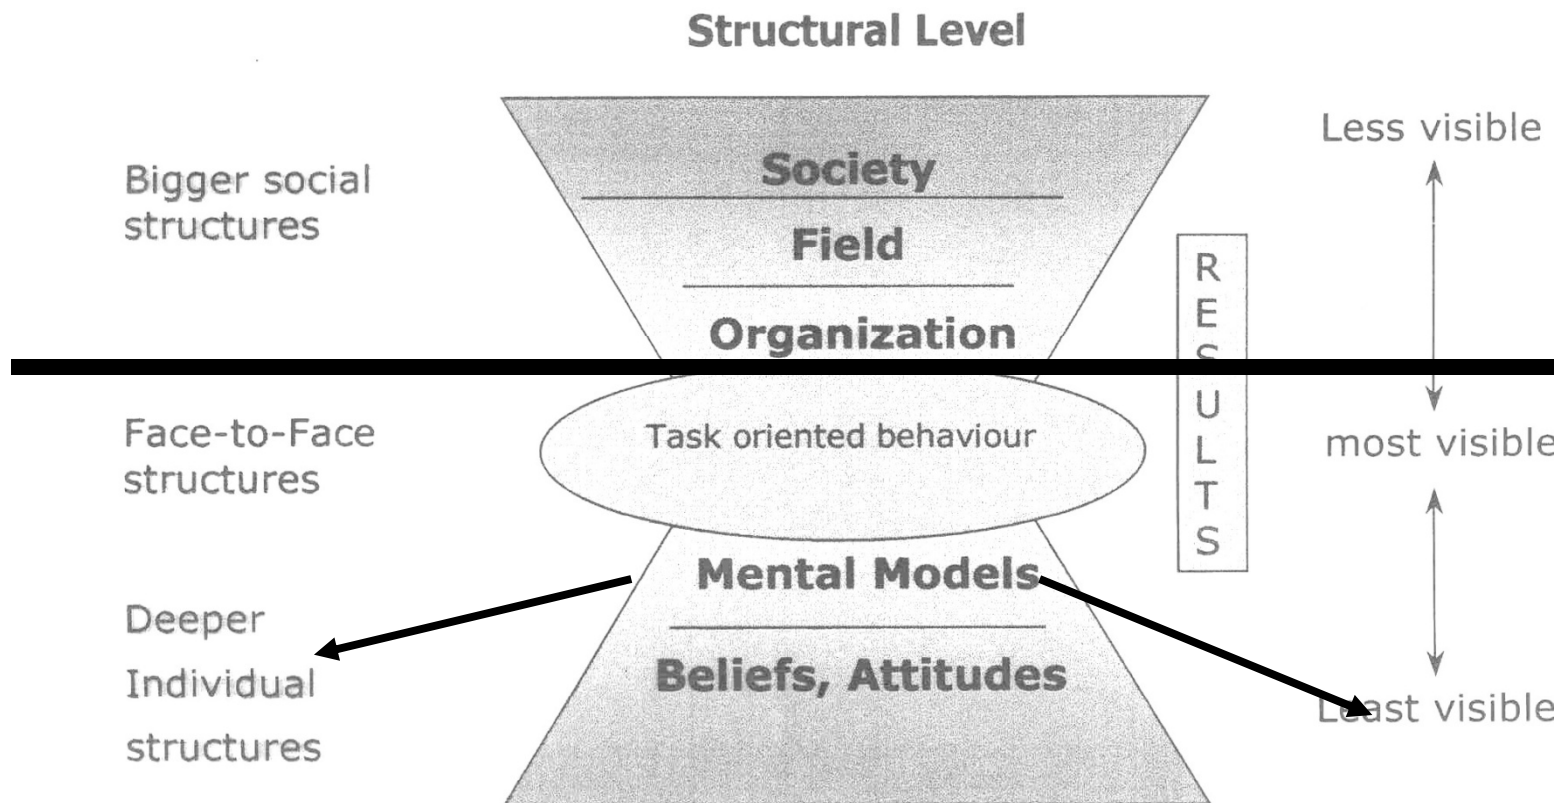 Structural Level
Less visible
Bigger social
structures
Society
Field
Organization
RESULTS
Face-to-Face
structures
Task oriented behaviour
most visible
Mental Models
Deeper
Individual
structures
Beliefs, Attitudes
Least visible